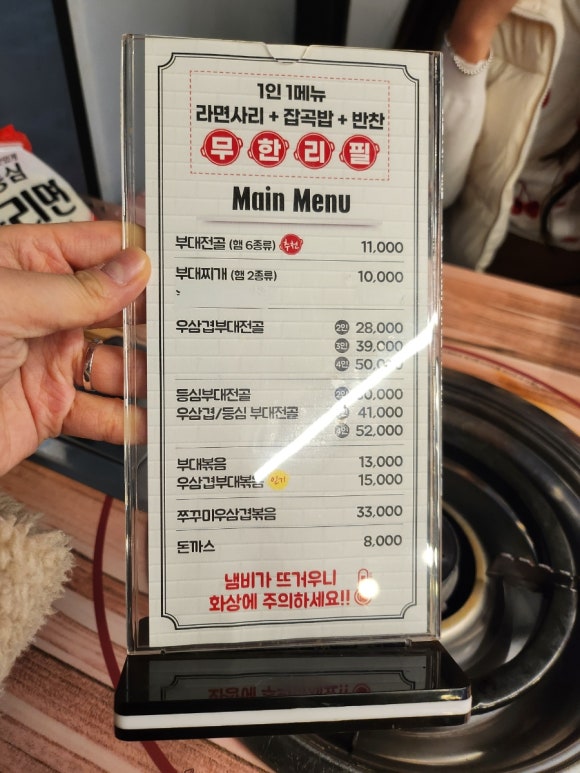 1인 1메뉴
라면사리 + 잡곡밥 + 반찬
무한리필
Main Menu
부대전골 (햄 6종류) 추천 11,000
부대찌개 (햄 2종류) 10,000
우삼겹부대전골 2인 28,000
3인 39,000
4인 50,000
등심부대전골
우삼겹/등심 부대전골 41,000
52,000
부대볶음 13,000
우삼겹부대볶음 인기 15,000
쭈꾸미우삼겹볶음 33,000
돈까스 8,000
냄비가 뜨거우니
화상에 주의하세요!!